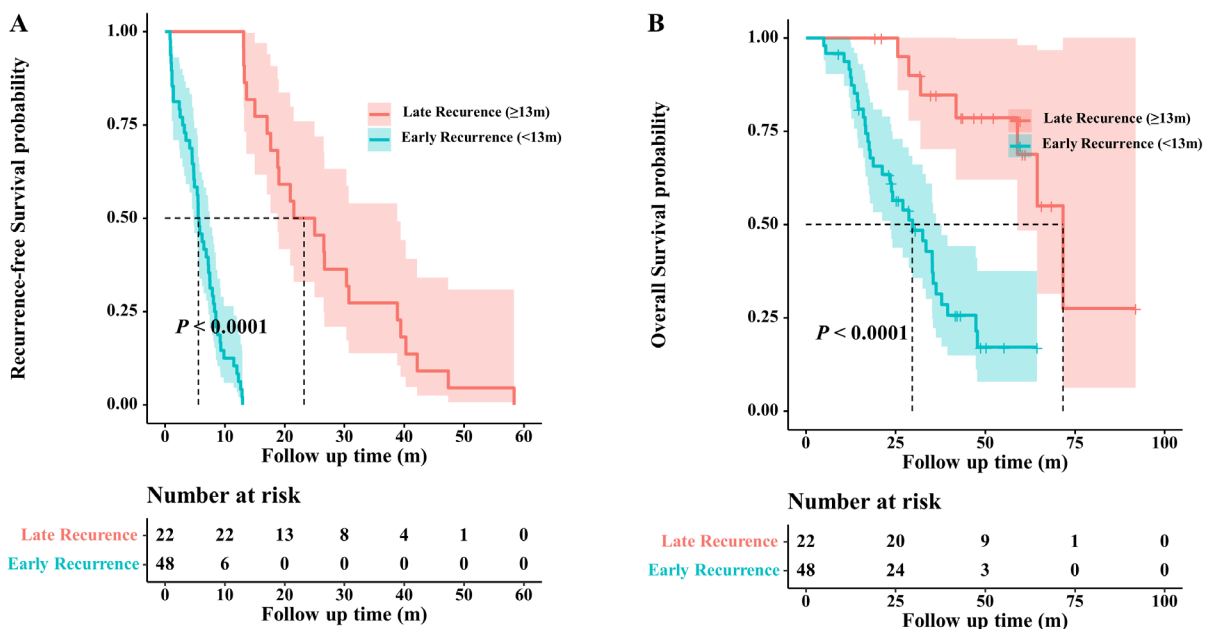 A
Recurrence-free Survival probability
1.00
0.75
0.50
0.25
0.00
Late Recurence (≥13m)
Early Recurrence (<13m)
P < 0.0001
0 10 20 30 40 50 60
Follow up time (m)
Number at risk
Late Recurence 22 22 13 8 4 1 0
Early Recurrence 48 6 0 0 0 0 0
0 10 20 30 40 50 60
Follow up time (m)
B
Overall Survival probability
1.00
0.75
0.50
0.25
0.00
Late Recurence (≥13m)
Early Recurrence (<13m)
P < 0.0001
0 25 50 75 100
Follow up time (m)
Number at risk
Late Recurence 22 20 9 1 0
Early Recurrence 48 24 3 0 0
0 25 50 75 100
Follow up time (m)